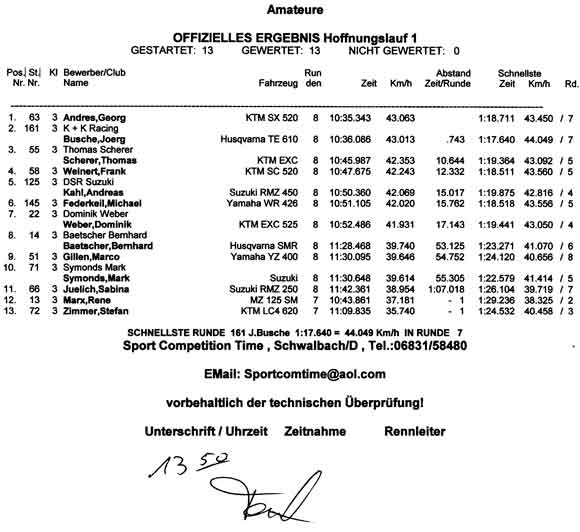 Amateure
OFFIZIELLES ERGEBNIS Hoffnungslauf 1
GESTARTET: 13 GEWERTET: 13 NICHT GEWERTET: 0
Pos. St. Kl Bewerber/Club Run Abstand Schnellste
Nr. Nr. Name Fahrzeug den Zeit Km/h Zeit/Runde Zeit Km/h Rd.
1. 63 3 Andres,Georg KTM SX 520 8 10:35.343 43.063 1:18.711 43.450 / 7
2. 161 3 K + K Racing
Busche,Joerg Husqvarna TE 610 8 10:36.086 43.013 .743 1:17.640 44.049 / 7
3. 55 3 Thomas Scherer
Scherer,Thomas KTM EXC 8 10:45.987 42.353 10.644 1:19.364 43.092 / 5
4. 58 3 Weinert,Frank KTM SC 520 8 10:47.675 42.243 12.332 1:18.511 43.560 / 5
5. 125 3 DSR Suzuki
Kahl,Andreas Suzuki RMZ 450 8 10:50.360 42.069 15.017 1:19.875 42.816 / 4
6. 145 3 Federkeil,Michael Yamaha WR 426 8 10:51.105 42.020 15.762 1:18.518 43.556 / 5
7. 22 3 Dominik Weber
Weber,Dominik KTM EXC 525 8 10:52.486 41.931 17.143 1:19.441 43.050 / 4
8. 14 3 Baetscher Bernhard
Baetscher,Bernhard Husqvarna SMR 8 11:28.468 39.740 53.125 1:23.271 41.070 / 6
9. 51 3 Gillen,Marco Yamaha YZ 400 8 11:30.095 39.646 54.752 1:24.120 40.656 / 8
10. 71 3 Symonds Mark
Symonds,Mark Suzuki 8 11:30.648 39.614 55.305 1:22.579 41.414 / 5
11. 66 3 Juelich,Sabina Suzuki RMZ 250 8 11:42.361 38.954 1:07.018 1:26.104 39.719 / 7
12. 13 3 Marx,Rene MZ 125 SM 7 10:43.861 37.181 - 1 1:29.236 38.325 / 2
13. 72 3 Zimmer,Stefan KTM LC4 620 7 11:09.835 35.740 - 1 1:24.532 40.458 / 3
SCHNELLSTE RUNDE 161 J.Busche 1:17.640 = 44.049 Km/h IN RUNDE 7
Sport Competition Time , Schwalbach/D , Tel.:06831/58480
EMail: Sportcomtime@aol.com
vorbehaltlich der technischen Überprüfung!
Unterschrift / Uhrzeit Zeitnahme Rennleiter
13 50